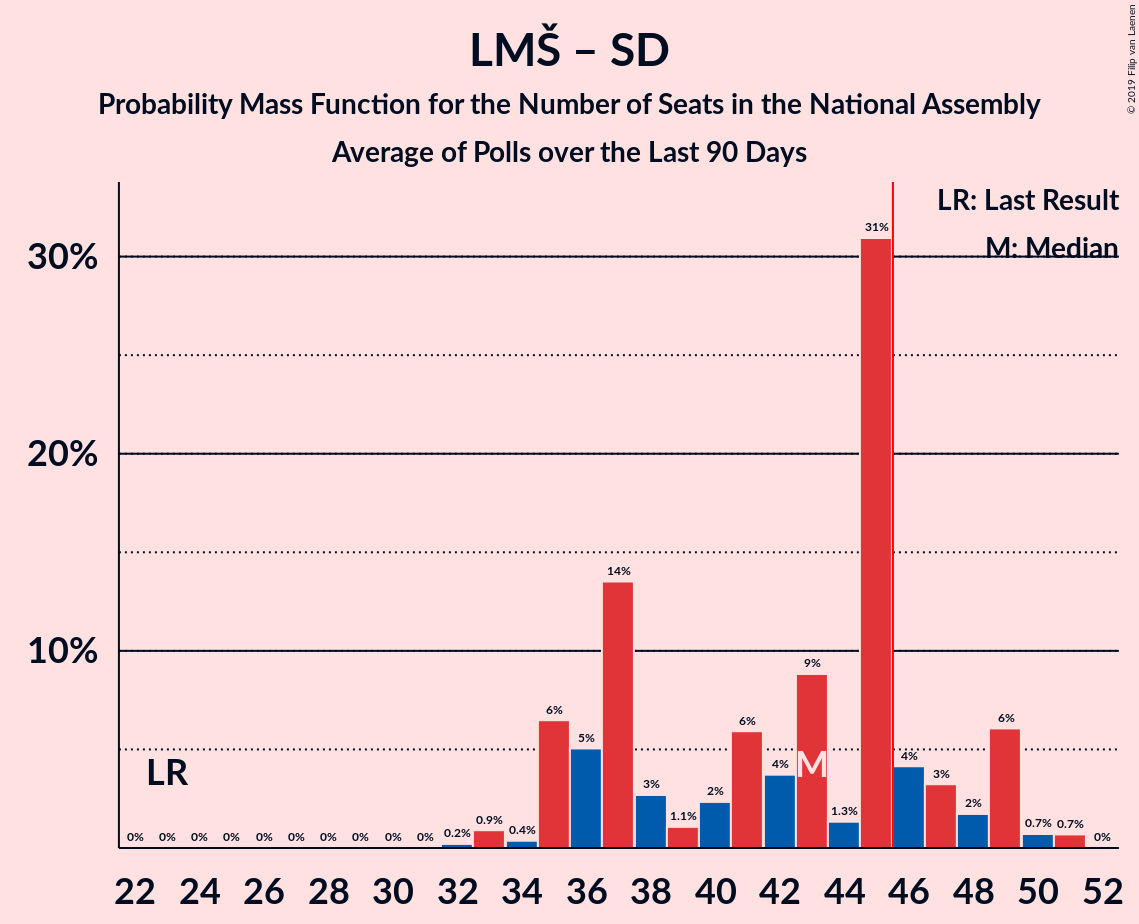 LMŠ – SD
Probability Mass Function for the Number of Seats in the National Assembly
Average of Polls over the Last 90 Days
© 2019 Filip van Laenen
LR: Last Result
M: Median
30%
20%
10%
31%
14%
9%
6%
6%
6%
5%
4%
4%
3%
3%
2%
2%
1.3%
1.1%
0.9%
0.7% 0.7%
0.4%
0.2%
0% 0% 0% 0% 0% 0% 0% 0% 0% 0% 0%
LR
M
22 24 26 28 30 32 34 36 38 40 42 44 46 48 50 52